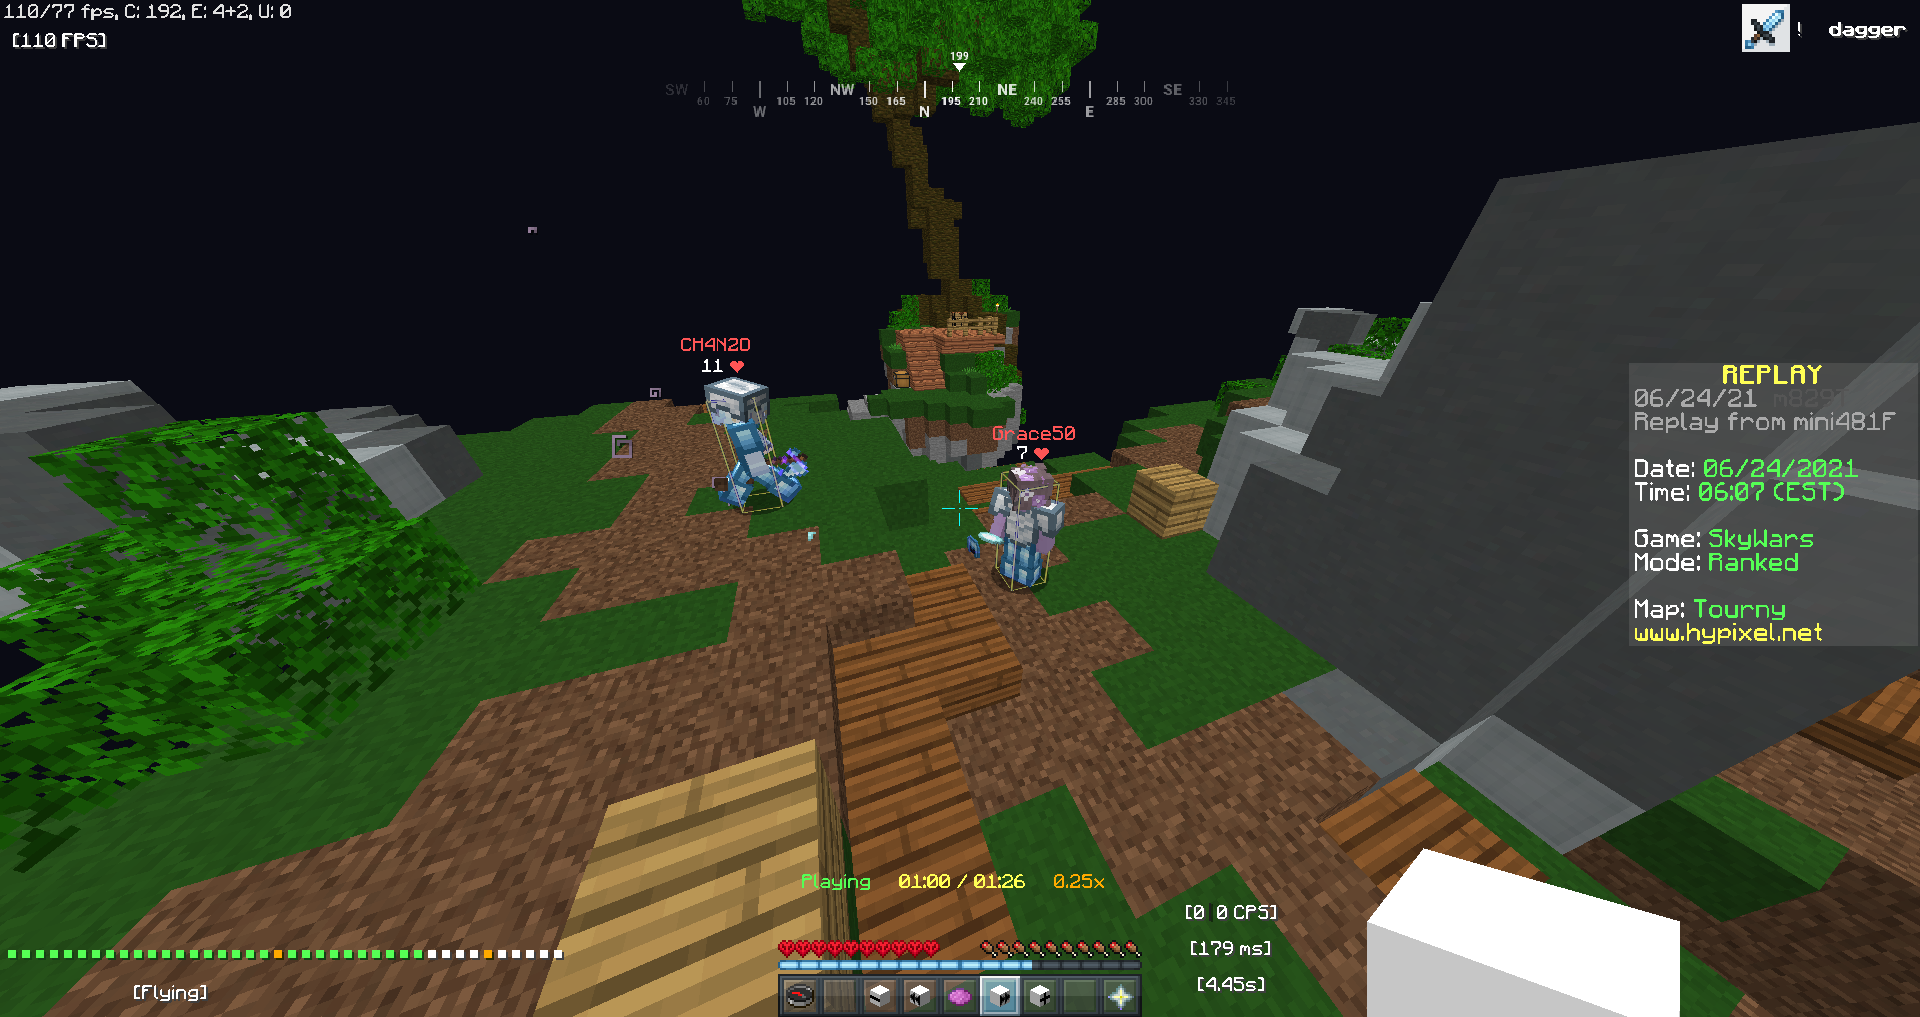 110/77 fps, C: 192, E: 4+2, U: 0
[110 FPS]
! dagger
199
SW 60 75 W 105 120 NW 150 165 N 195 210 NE 240 255 E 285 300 SE 330 345
CH4N2O
11 ❤
Grace50
7 ❤
REPLAY
06/24/21 m829
Replay from mini481F
Date: 06/24/2021
Time: 06:07 (EST)
Game: SkyWars
Mode: Ranked
Map: Tourny
www.hypixel.net
Playing 01:00 / 01:26 0.25x
[0 0 CPS]
[179 ms]
[4.45s]
[Flying]